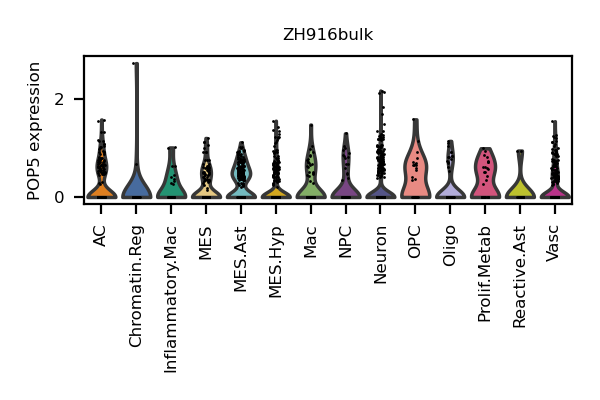 ZH916bulk
POP5 expression
2
0
AC
Chromatin.Reg
Inflammatory.Mac
MES
MES.Ast
MES.Hyp
Mac
NPC
Neuron
OPC
Oligo
Prolif.Metab
Reactive.Ast
Vasc